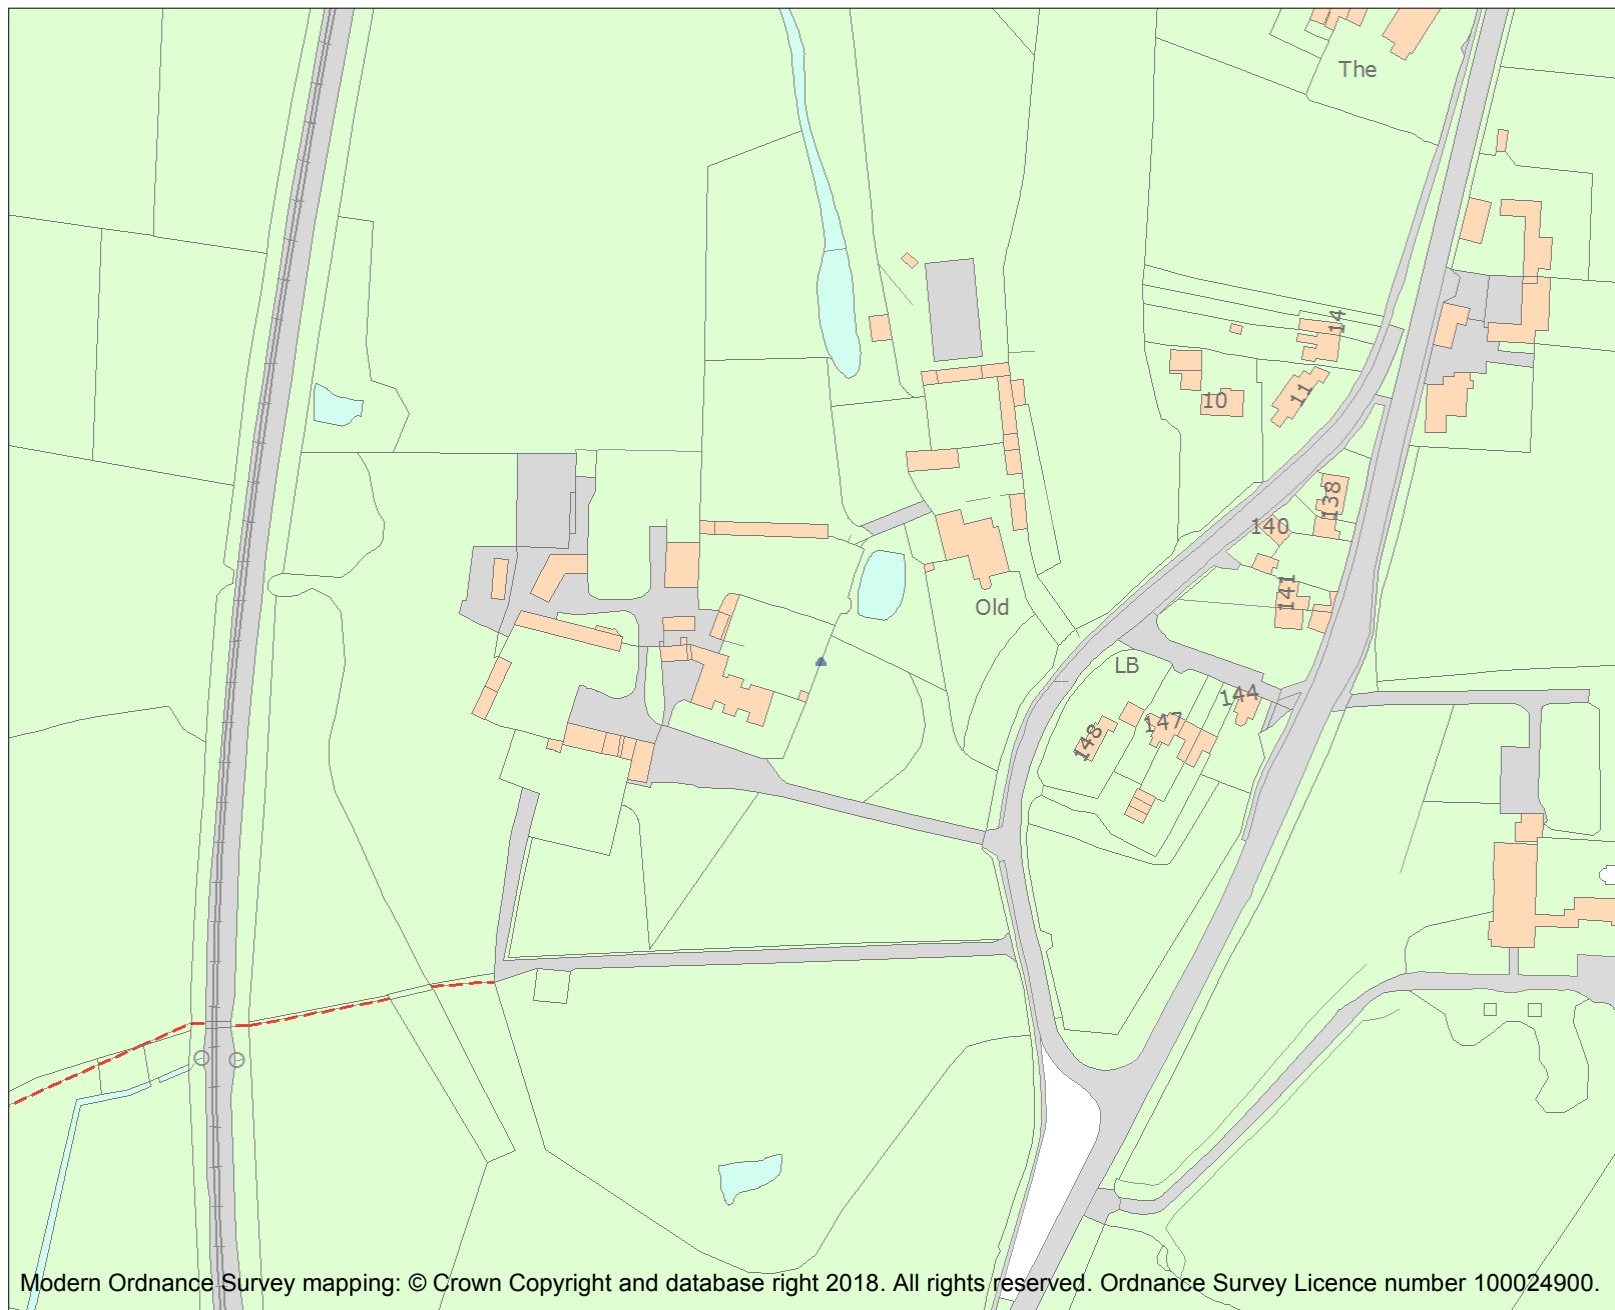 The
14
11
10
138
140
141
Old
LB
144
147
148
Modern Ordnance Survey mapping: © Crown Copyright and database right 2018. All rights reserved. Ordnance Survey Licence number 100024900.